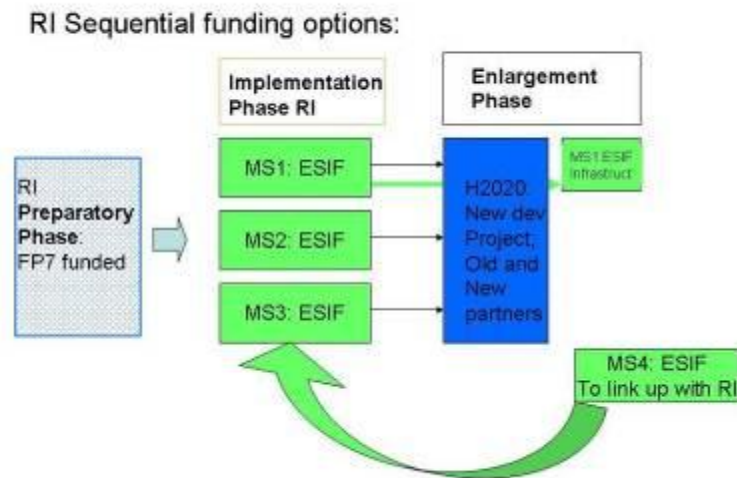 RI Sequential funding options:
Implementation
Phase RI
Enlargement
Phase
RI
Preparatory
Phase:
FP7 funded
MS1: ESIF
MS2: ESIF
MS3: ESIF
H2020:
New dev
Project;
Old and
New
partners
MS1 ESIF
Infrastruct
MS4: ESIF
To link up with RI